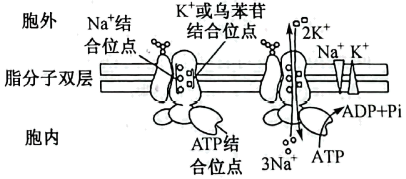 胞外
Na⁺结
合位点
K⁺或乌苯苷
结合位点
2K⁺
Na⁺ K⁺
脂分子双层
ADP+Pi
胞内
ATP结
合位点
3Na⁺
ATP